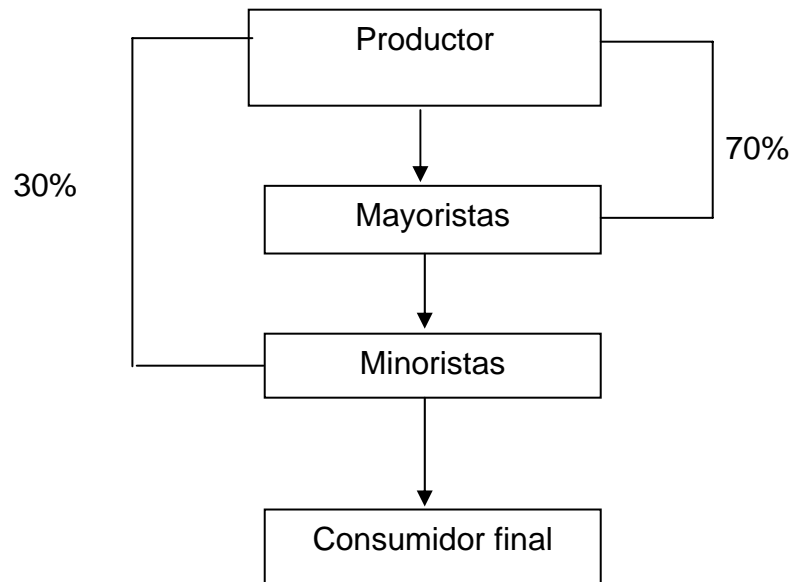 Productor
70%
30%
Mayoristas
Minoristas
Consumidor final